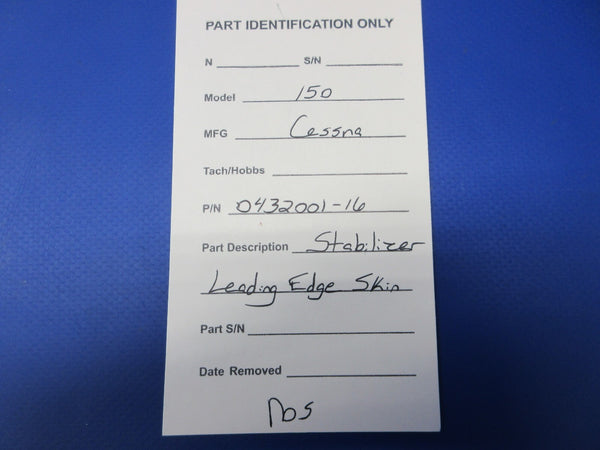 PART IDENTIFICATION ONLY
N S/N
Model 150
MFG Cessna
Tach/Hobbs
P/N 0432001-16
Part Description Stabilizer
Leading Edge Skin
Part S/N
Date Removed
NOS